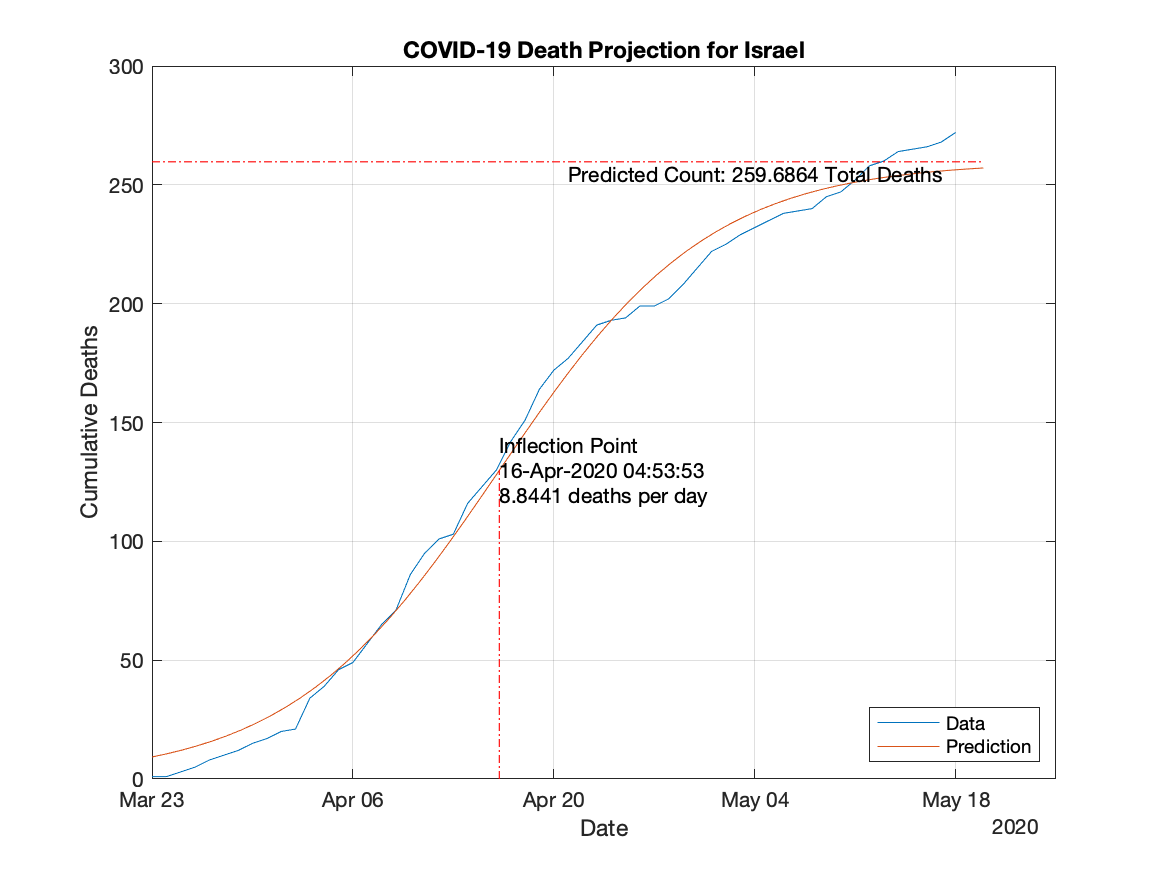 COVID-19 Death Projection for Israel
300
250
200
150
100
50
0
Cumulative Deaths
Predicted Count: 259.6864 Total Deaths
Inflection Point
16-Apr-2020 04:53:53
8.8441 deaths per day
Data
Prediction
Mar 23
Apr 06
Apr 20
May 04
May 18
Date
2020